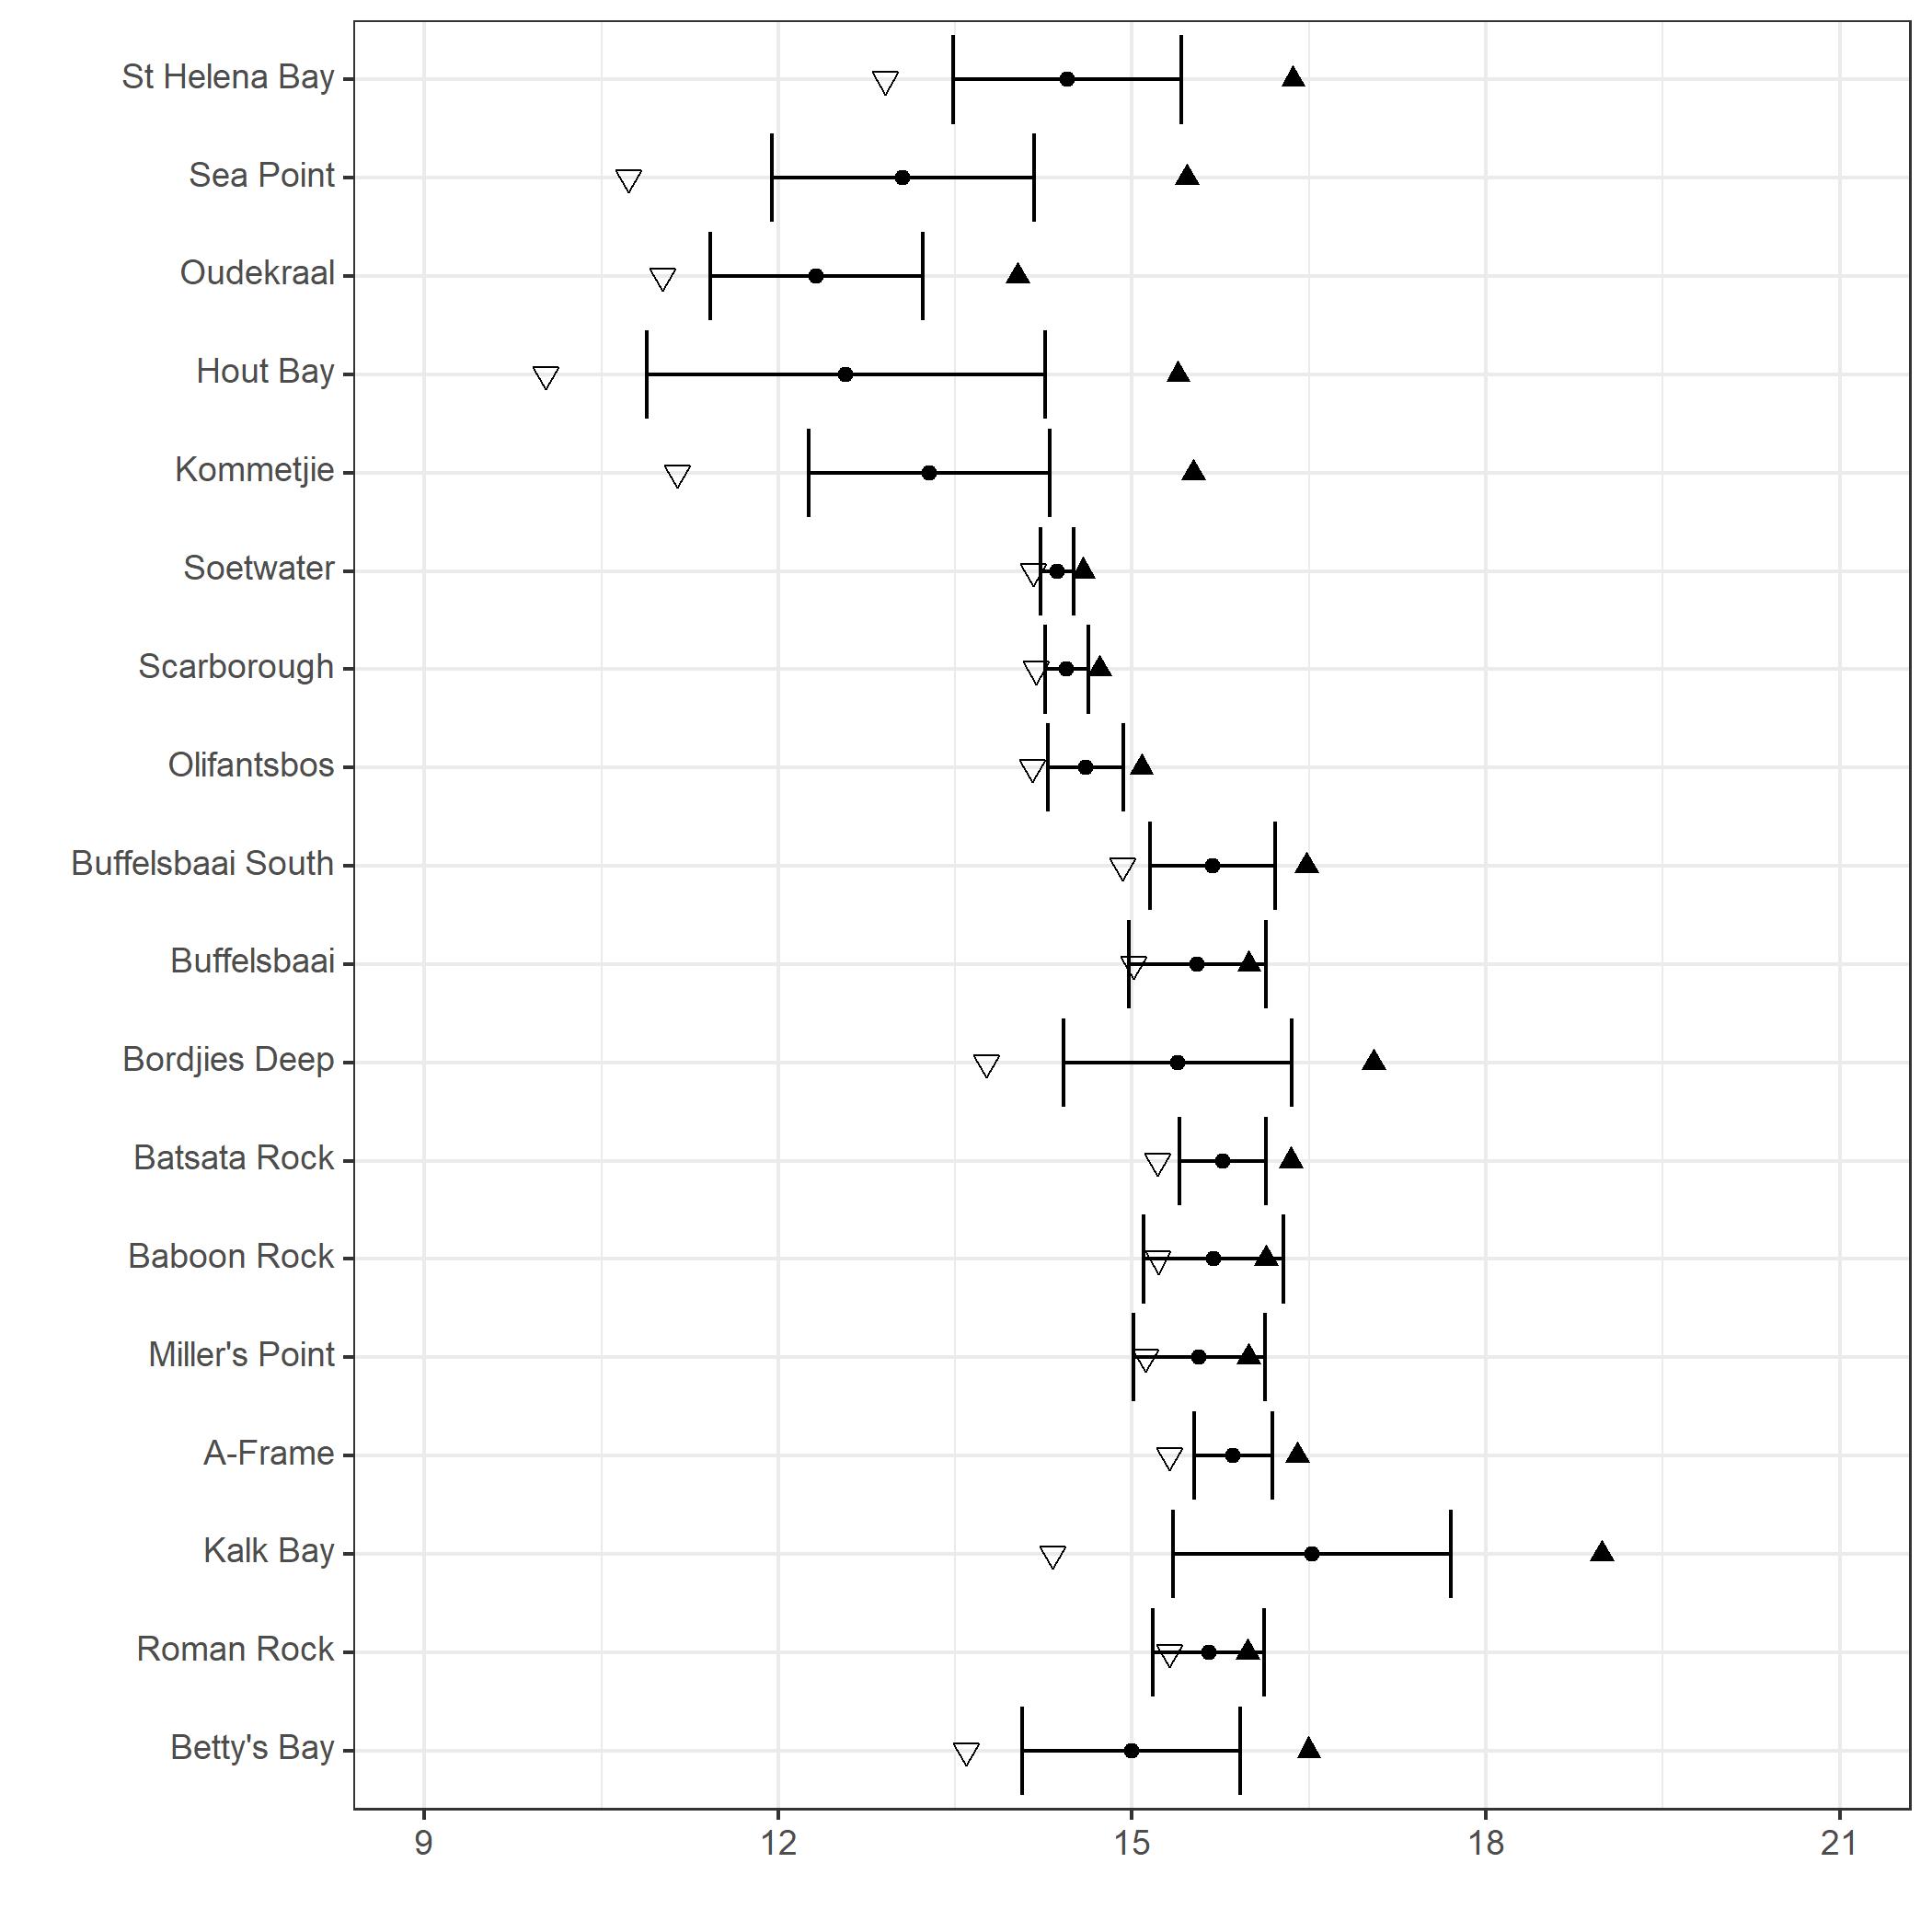 St Helena Bay
Sea Point
Oudekraal
Hout Bay
Kommetjie
Soetwater
Scarborough
Olifantsbos
Buffelsbaai South
Buffelsbaai
Bordjies Deep
Batsata Rock
Baboon Rock
Miller's Point
A-Frame
Kalk Bay
Roman Rock
Betty's Bay
9 12 15 18 21